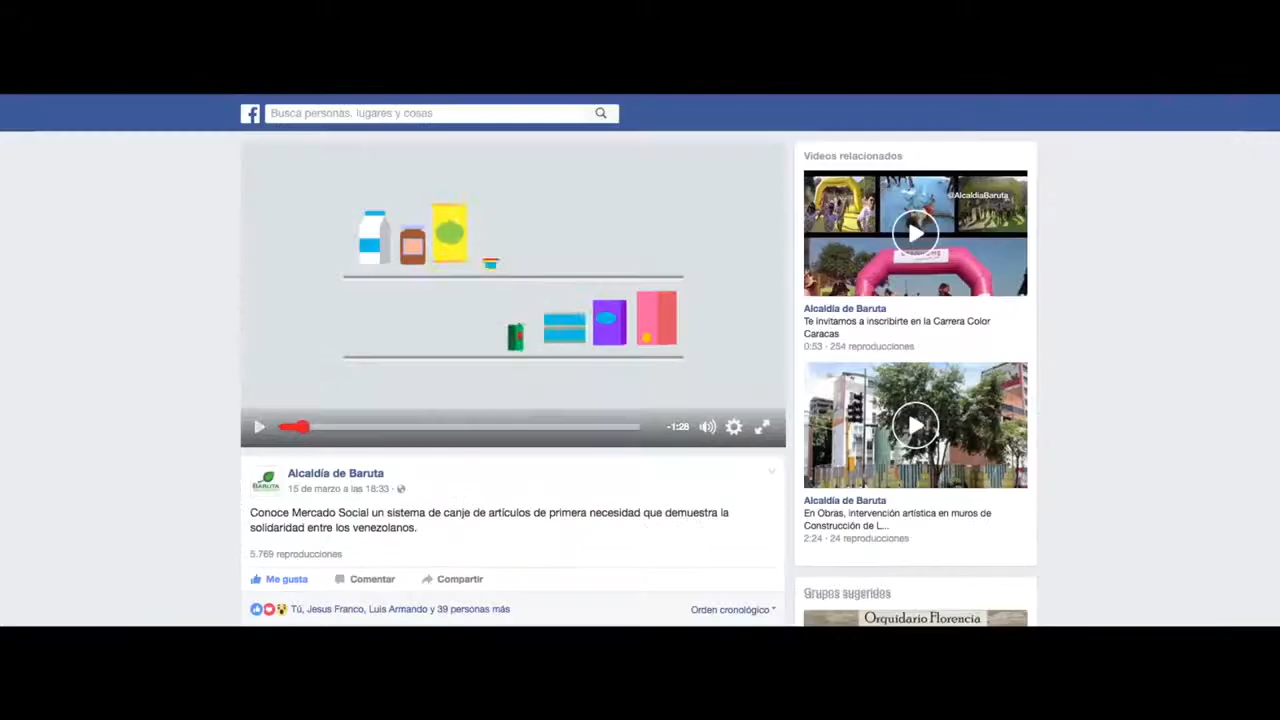 Busca personas, lugares y cosas
-1:28
Alcaldía de Baruta
15 de marzo a las 18:33
Conoce Mercado Social un sistema de canje de artículos de primera necesidad que demuestra la
solidaridad entre los venezolanos.
5.769 reproducciones
Me gusta Comentar Compartir
Tú, Jesus Franco, Luis Armando y 39 personas más
Orden cronológico
BARUTA
Videos relacionados
@AlcaldiaBaruta
Alcaldía de Baruta
Te invitamos a inscribirte en la Carrera Color
Caracas
0:53 · 254 reproducciones
Alcaldía de Baruta
En Obras, intervención artística en muros de
Construcción de L...
2:24 · 24 reproducciones
Grupos sugeridos
Orquidario Florencia